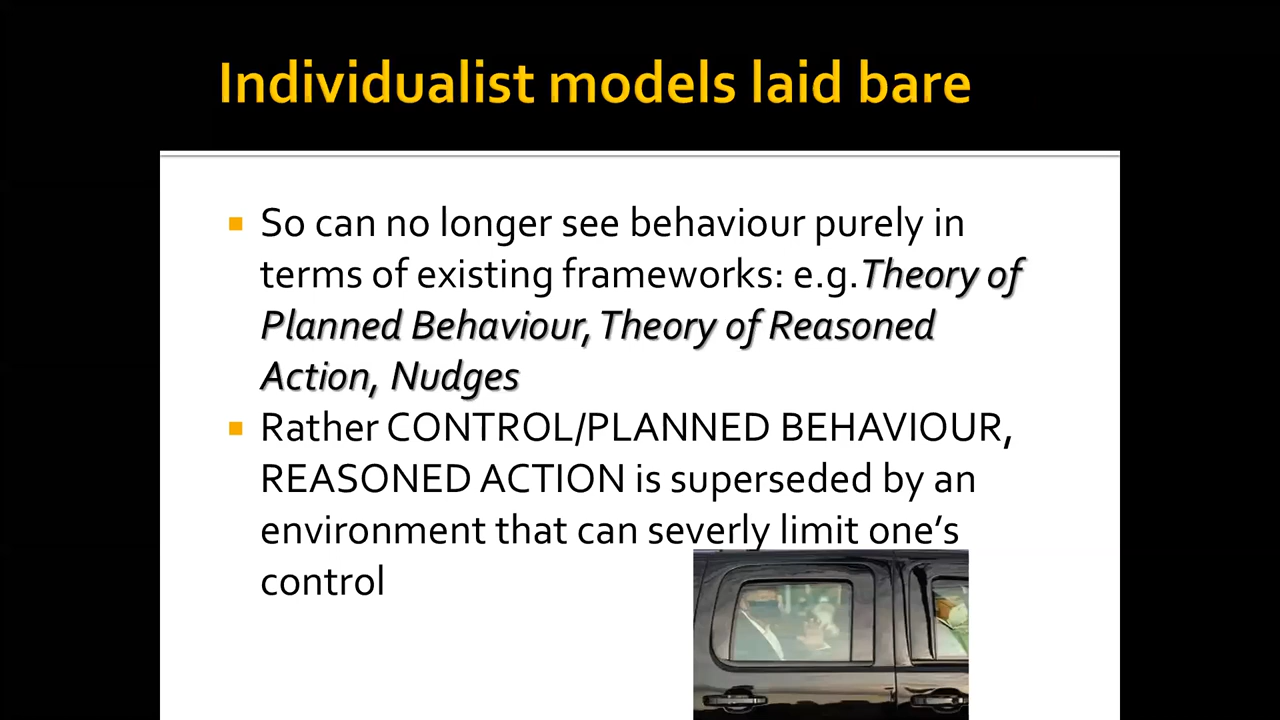 Individualist models laid bare
So can no longer see behaviour purely in
terms of existing frameworks: e.g.Theory of
Planned Behaviour, Theory of Reasoned
Action, Nudges
Rather CONTROL/PLANNED BEHAVIOUR,
REASONED ACTION is superseded by an
environment that can severly limit one's
control